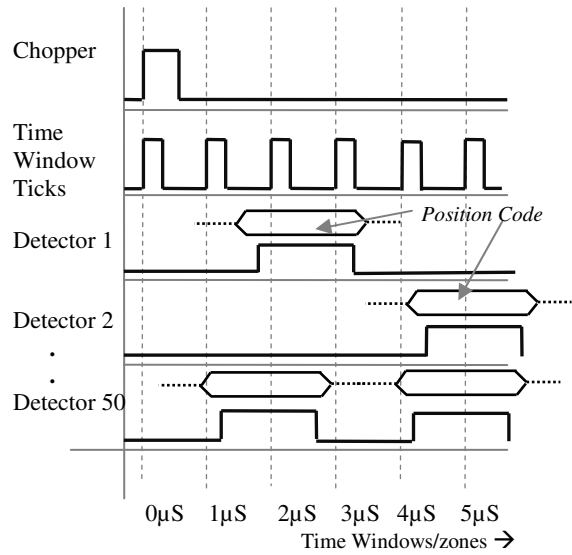 Chopper
Time
Window
Ticks
Position Code
Detector 1
Detector 2
.
.
Detector 50
0µS 1µS 2µS 3µS 4µS 5µS
Time Windows/zones →